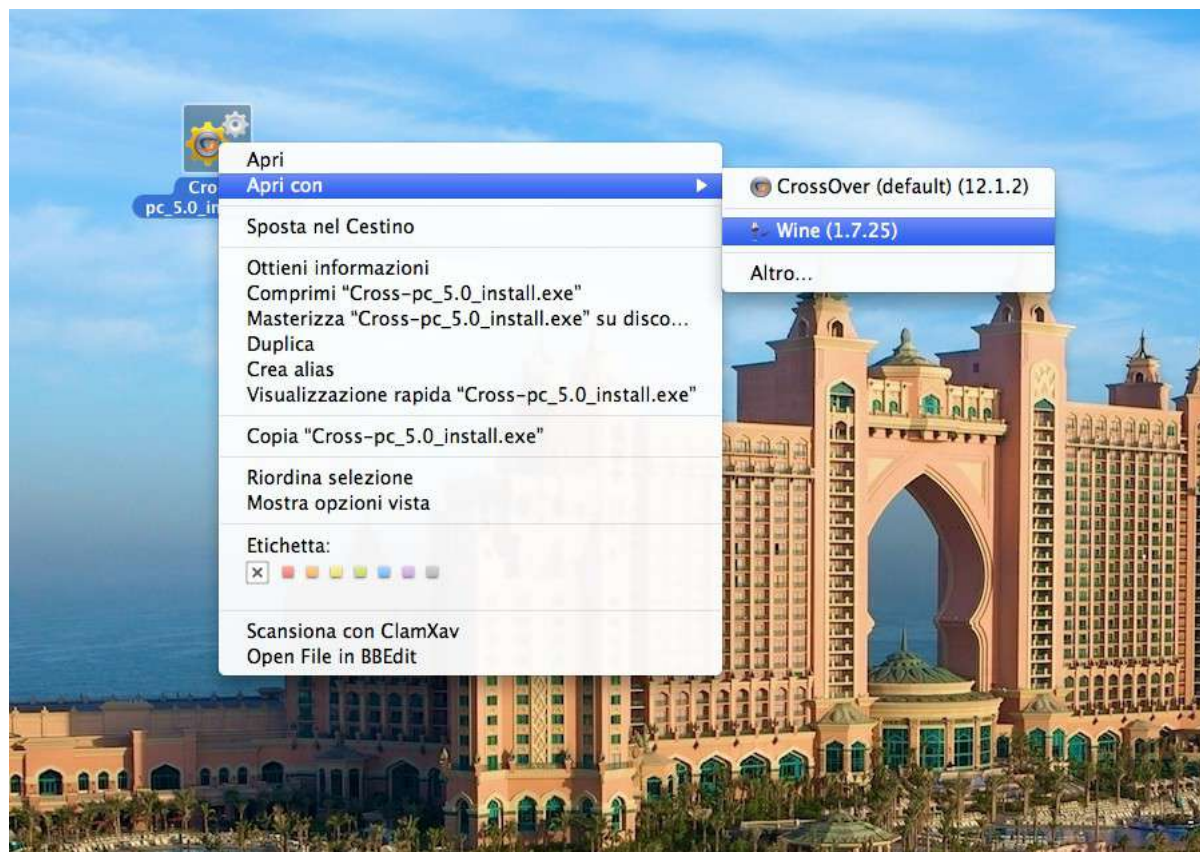 Cro
pc_5.0_in
Apri
Apri con
Sposta nel Cestino
Ottieni informazioni
Comprimi “Cross-pc_5.0_install.exe”
Masterizza “Cross-pc_5.0_install.exe” su disco...
Duplica
Crea alias
Visualizzazione rapida “Cross-pc_5.0_install.exe”
Copia “Cross-pc_5.0_install.exe”
Riordina selezione
Mostra opzioni vista
Etichetta:
Scansiona con ClamXav
Open File in BBEdit
CrossOver (default) (12.1.2)
Wine (1.7.25)
Altro...